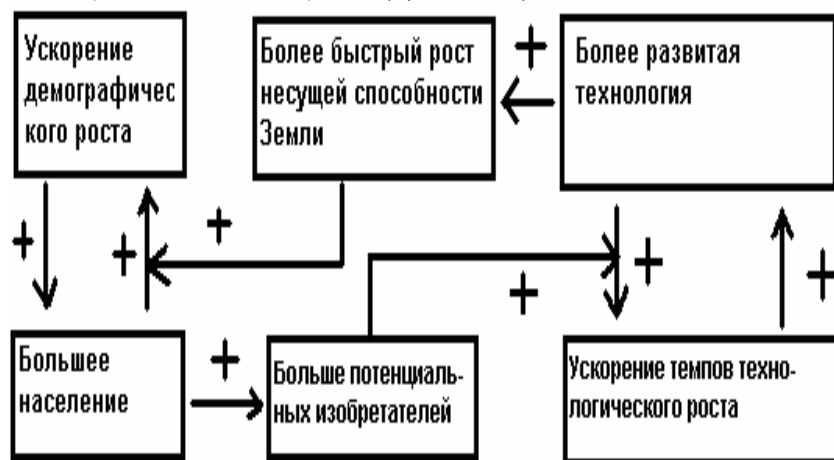 Ускорение
демографичес
кого роста
Более быстрый рост
несущей способности
Земли
+
Более развитая
технология
+
+
+
+
+
+
Большее
население
+
Больше потенциаль-
ных изобретателей
Ускорение темпов техно-
логического роста